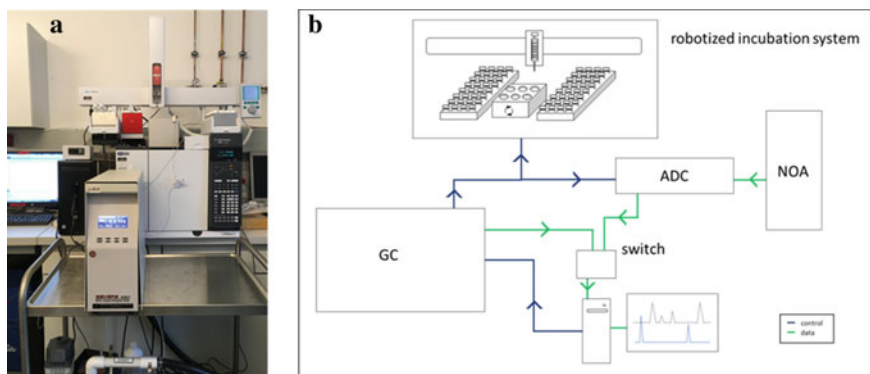 a
b
robotized incubation system
ADC
NOA
GC
switch
control
data